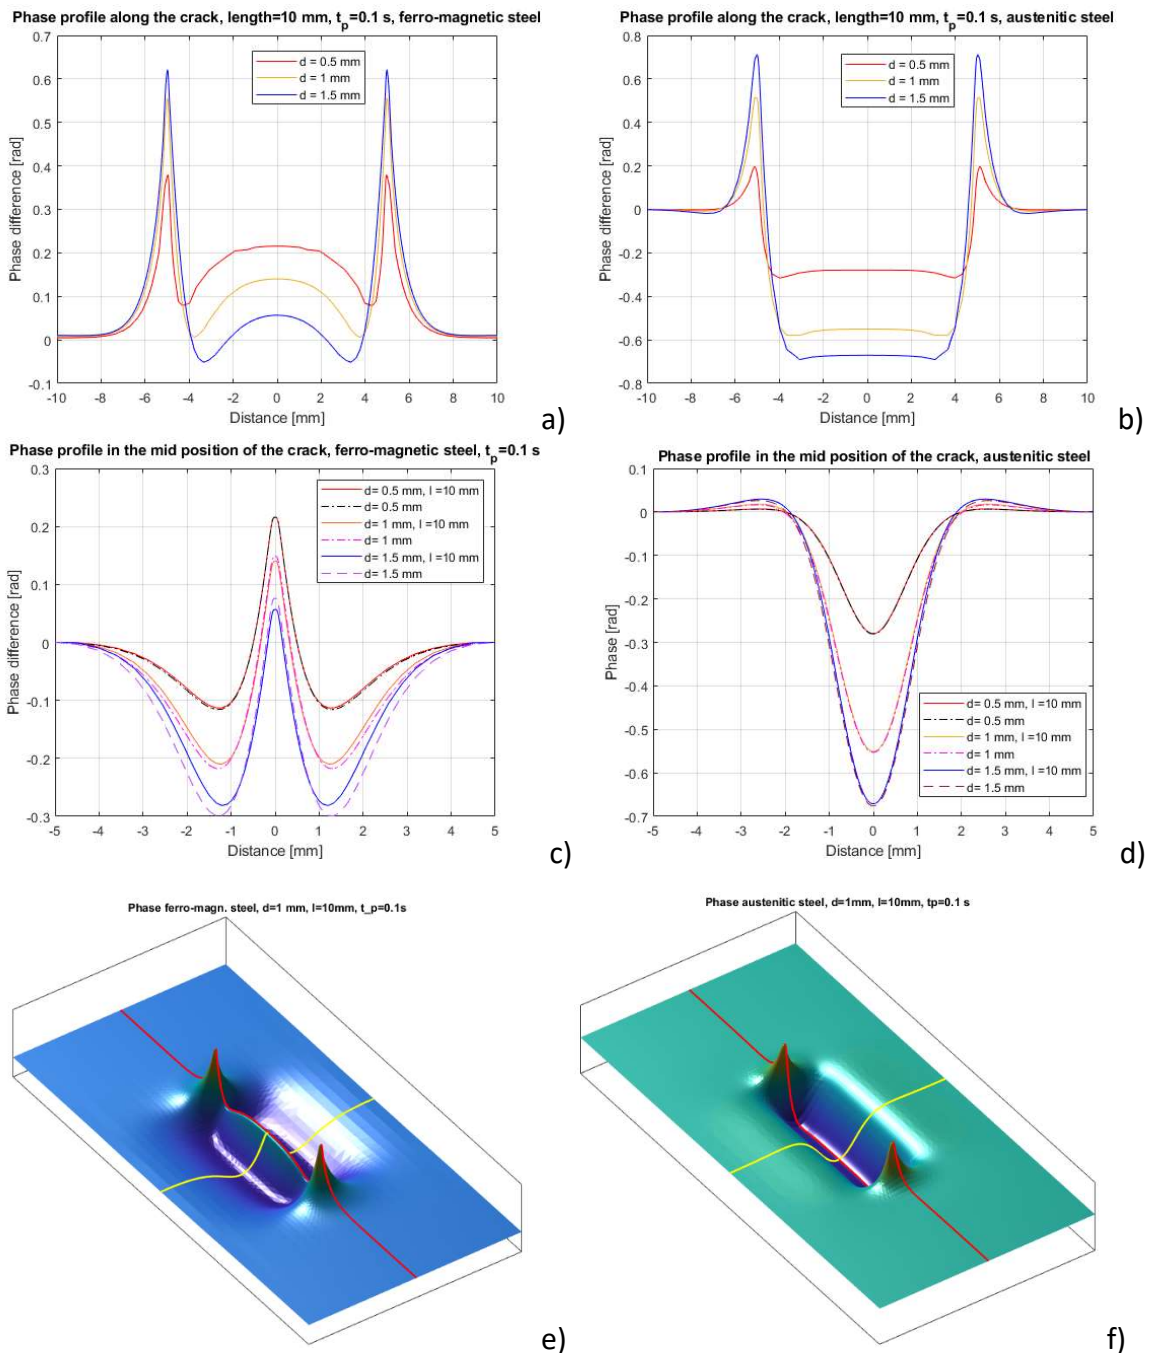 Phase profile along the crack, length=10 mm, t_p=0.1 s, ferro-magnetic steel
0.7
0.6
0.5
0.4
0.3
0.2
0.1
0
-0.1
Phase difference [rad]
d = 0.5 mm
d = 1 mm
d = 1.5 mm
-10 -8 -6 -4 -2 0 2 4 6 8 10
Distance [mm]
a)
Phase profile along the crack, length=10 mm, t_p=0.1 s, austenitic steel
0.8
0.6
0.4
0.2
0
-0.2
-0.4
-0.6
-0.8
Phase difference [rad]
d = 0.5 mm
d = 1 mm
d = 1.5 mm
-10 -8 -6 -4 -2 0 2 4 6 8 10
Distance [mm]
b)
Phase profile in the mid position of the crack, ferro-magnetic steel, t_p=0.1 s
0.3
0.2
0.1
0
-0.1
-0.2
-0.3
Phase difference [rad]
d= 0.5 mm, l =10 mm
d= 0.5 mm
d= 1 mm, l =10 mm
d= 1 mm
d= 1.5 mm, l =10 mm
d= 1.5 mm
-5 -4 -3 -2 -1 0 1 2 3 4 5
Distance [mm]
c)
Phase profile in the mid position of the crack, austenitic steel
0.1
0
-0.1
-0.2
-0.3
-0.4
-0.5
-0.6
-0.7
Phase [rad]
d= 0.5 mm, l =10 mm
d= 0.5 mm
d= 1 mm, l =10 mm
d= 1 mm
d= 1.5 mm, l =10 mm
d= 1.5 mm
-5 -4 -3 -2 -1 0 1 2 3 4 5
Distance [mm]
d)
Phase ferro-magn. steel, d=1 mm, l=10mm, t_p=0.1s
e)
Phase austenitic steel, d=1mm, l=10mm, tp=0.1 s
f)